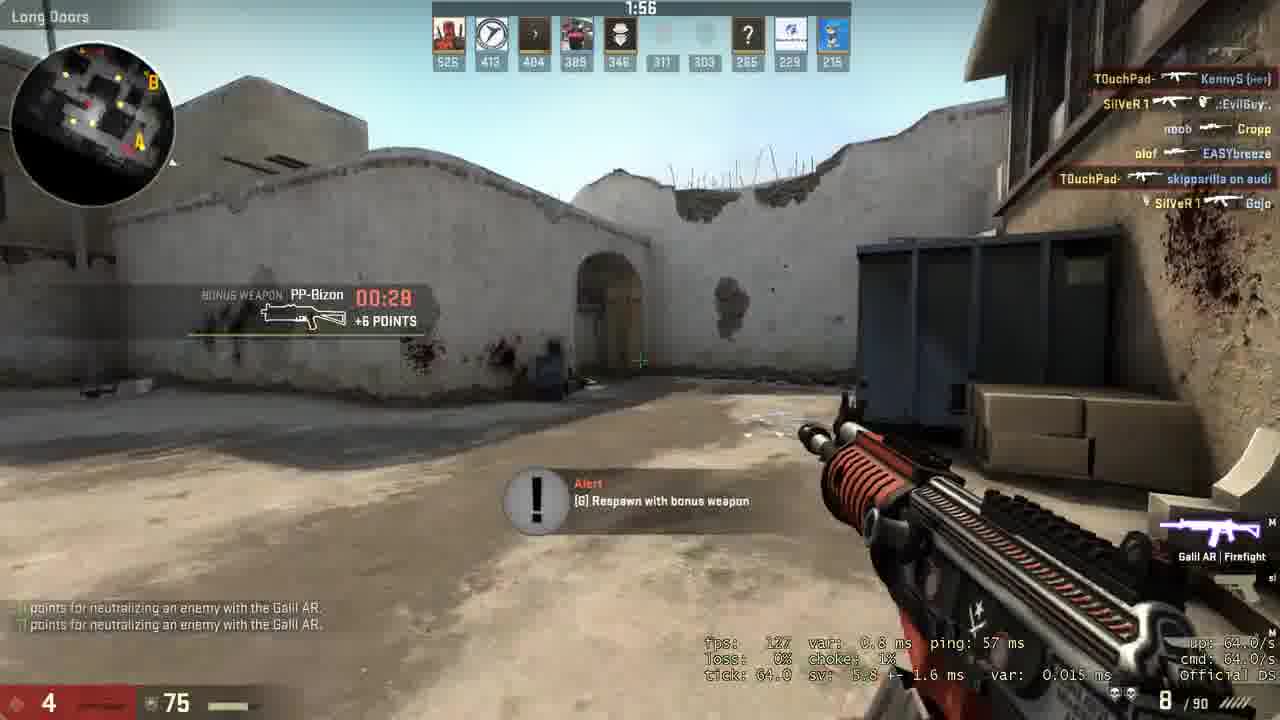 Long Doors
1:56
B
A
?
526 413 404 385 346 311 303 265 229 215
T0uchPad- KennyS
SilVeR 1 .:EvilGuy:.
noob Cropp
olof EASYbreeze
T0uchPad- skipparilla on audi
SilVeR 1 Gojo
BONUS WEAPON PP-Bizon 00:28
+6 POINTS
Alert
[G] Respawn with bonus weapon
Galil AR | Firefight
points for neutralizing an enemy with the Galil AR.
points for neutralizing an enemy with the Galil AR.
fps: 127 var: 0.8 ms ping: 57 ms
loss: 0% choke: 1%
tick: 64.0 sv: 5.8 +- 1.6 ms var: 0.015 ms
up: 64.0/s
cmd: 64.0/s
Official DS
4 75
8 / 90